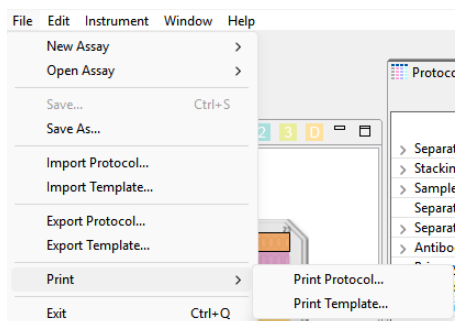 File Edit Instrument Window Help
New Assay
Open Assay
Save... Ctrl+S
Save As...
Import Protocol...
Import Template...
Export Protocol...
Export Template...
Print
Exit Ctrl+Q
Print Protocol...
Print Template...
2 3 D
Protoco
Separat
Stackin
Sample
Separat
Separat
Antibo